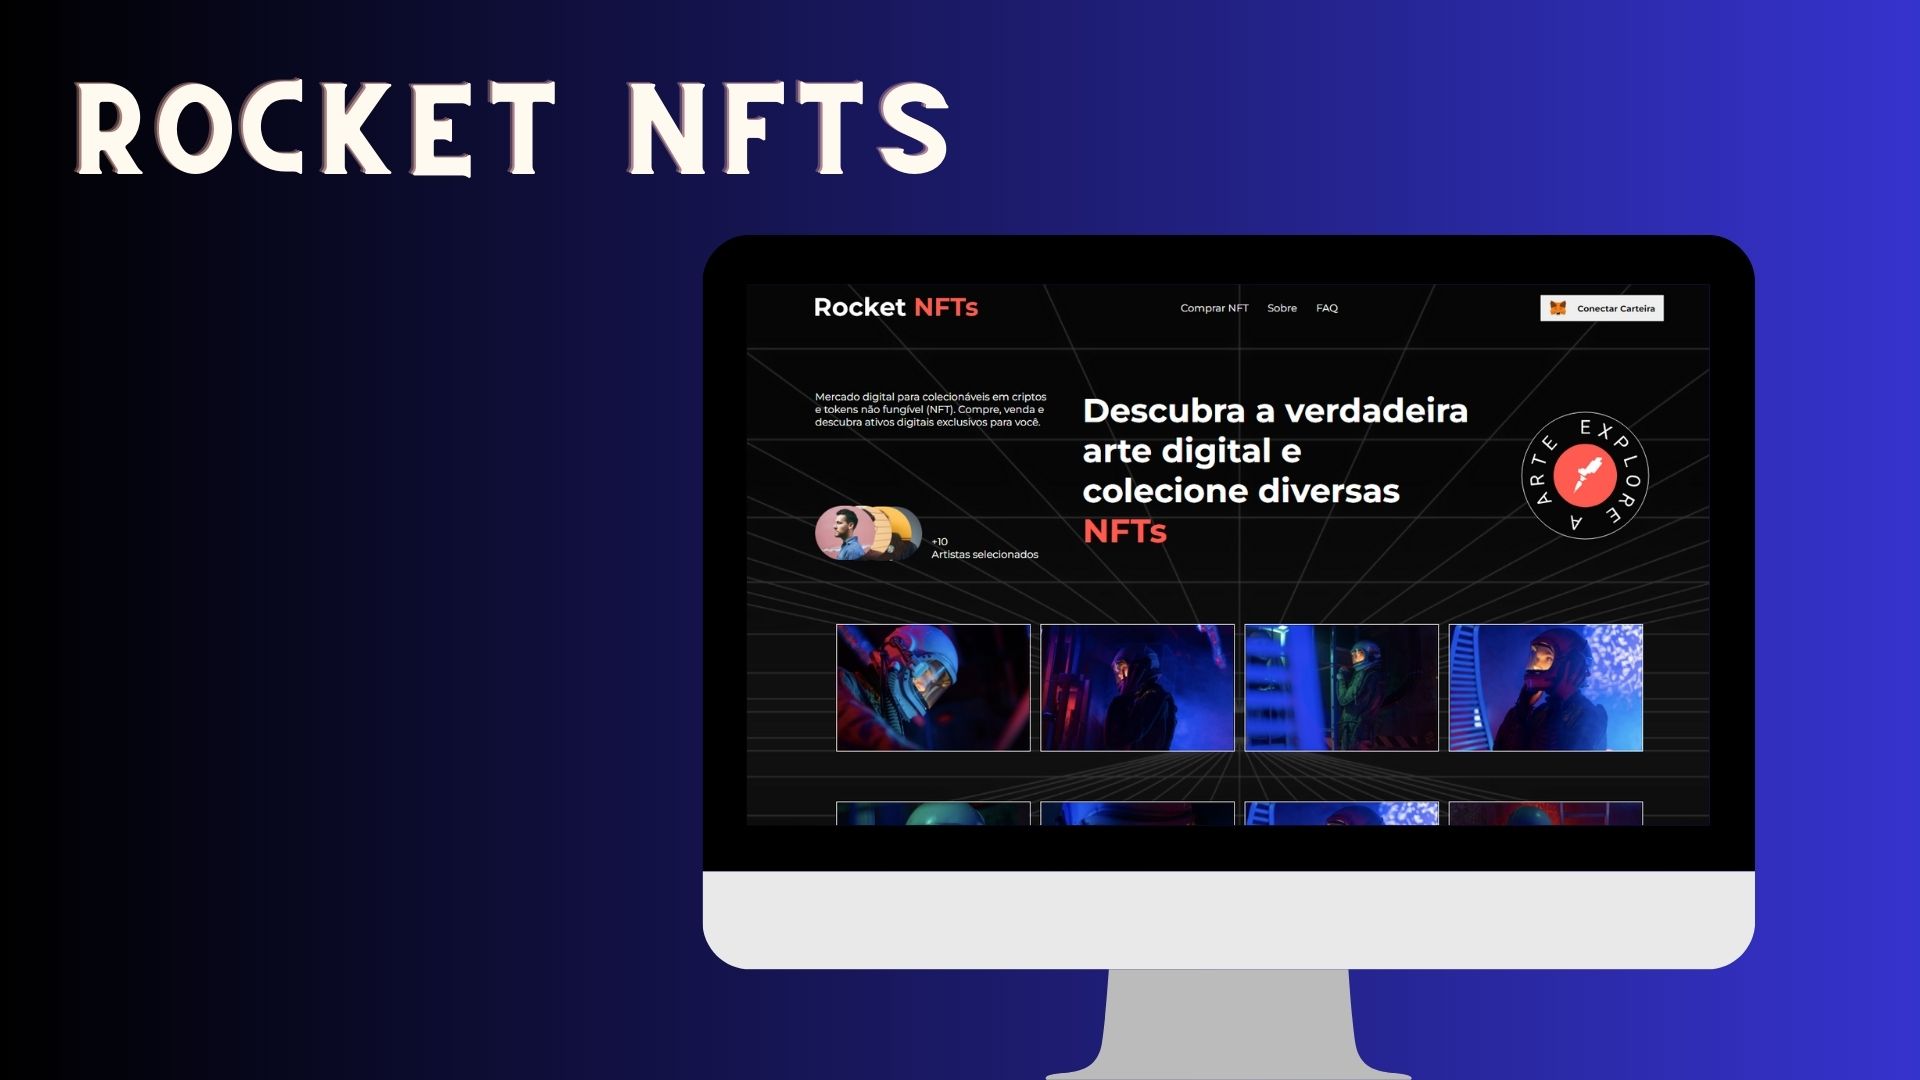 ROCKET NFTS
Rocket NFTs
Comprar NFT
Sobre
FAQ
Conectar Carteira
Mercado digital para colecionáveis em criptos
e tokens não fungível (NFT). Compre, venda e
descubra ativos digitais exclusivos para você.
Descubra a verdadeira
arte digital e
colecione diversas
NFTs
EXPLORE A ARTE
+10
Artistas selecionados